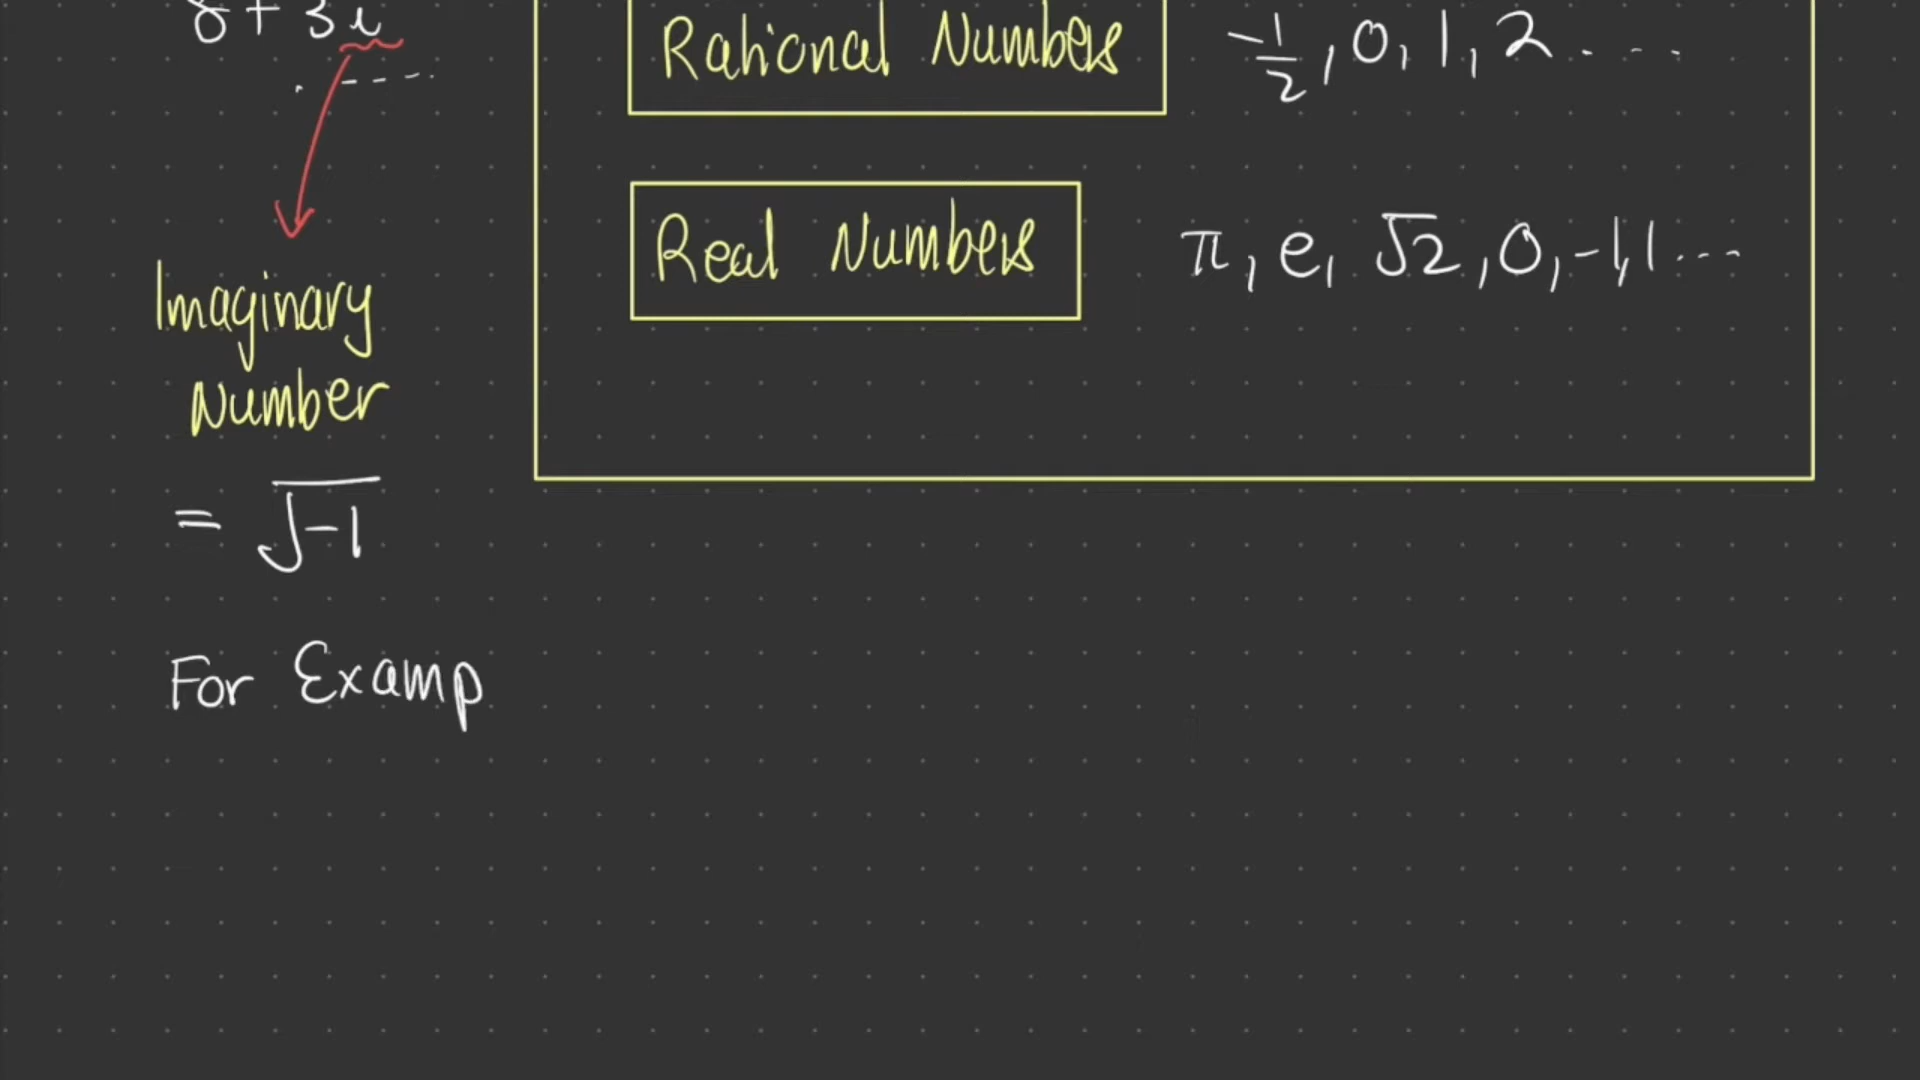 8 + 3i
Imaginary
Number
= √-1
For Examp
Rational Numbers -1/2, 0, 1, 2 . ...
Real Numbers π, e, √2, 0, -1, 1 ...